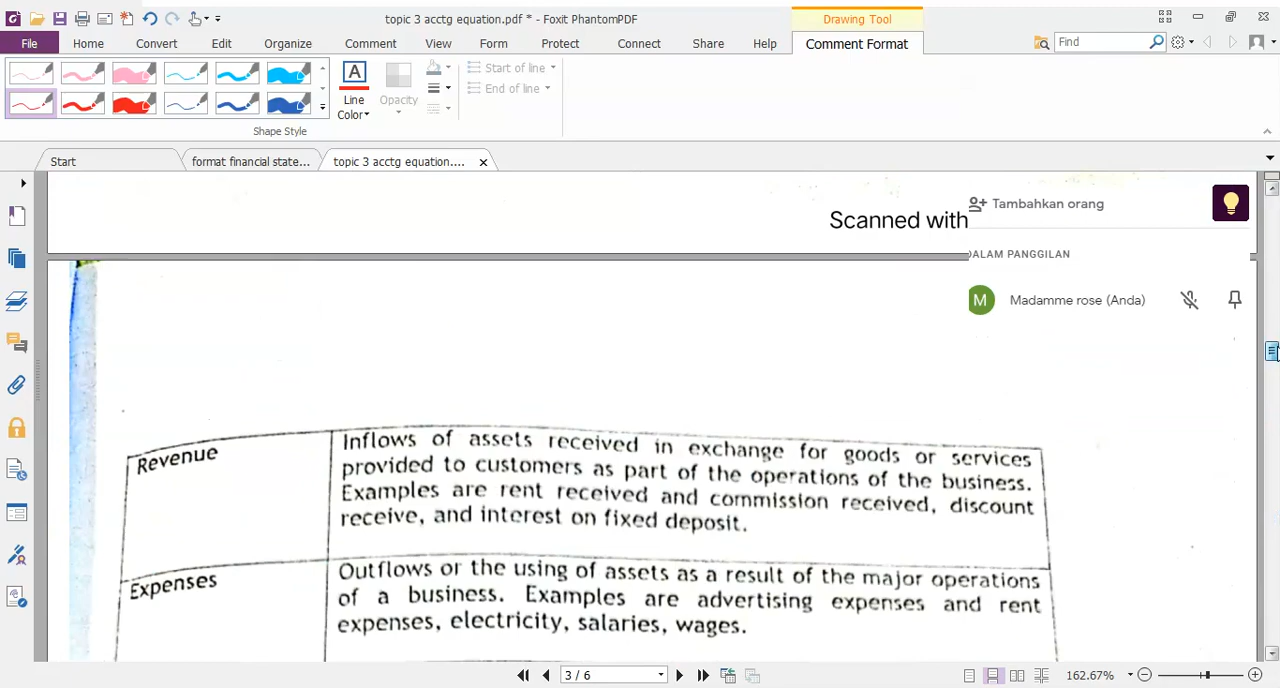 topic 3 acctg equation.pdf * - Foxit PhantomPDF
Drawing Tool
File Home Convert Edit Organize Comment View Form Protect Connect Share Help Comment Format
Find
A
Line
Color
Opacity
Start of line
End of line
Shape Style
Start
format financial state...
topic 3 acctg equation....
Scanned with
Tambahkan orang
DALAM PANGGILAN
M Madamme rose (Anda)
Revenue
Inflows of assets received in exchange for goods or services
provided to customers as part of the operations of the business.
Examples are rent received and commission received, discount
receive, and interest on fixed deposit.
Expenses
Outflows or the using of assets as a result of the major operations
of a business. Examples are advertising expenses and rent
expenses, electricity, salaries, wages.
3 / 6
162.67%